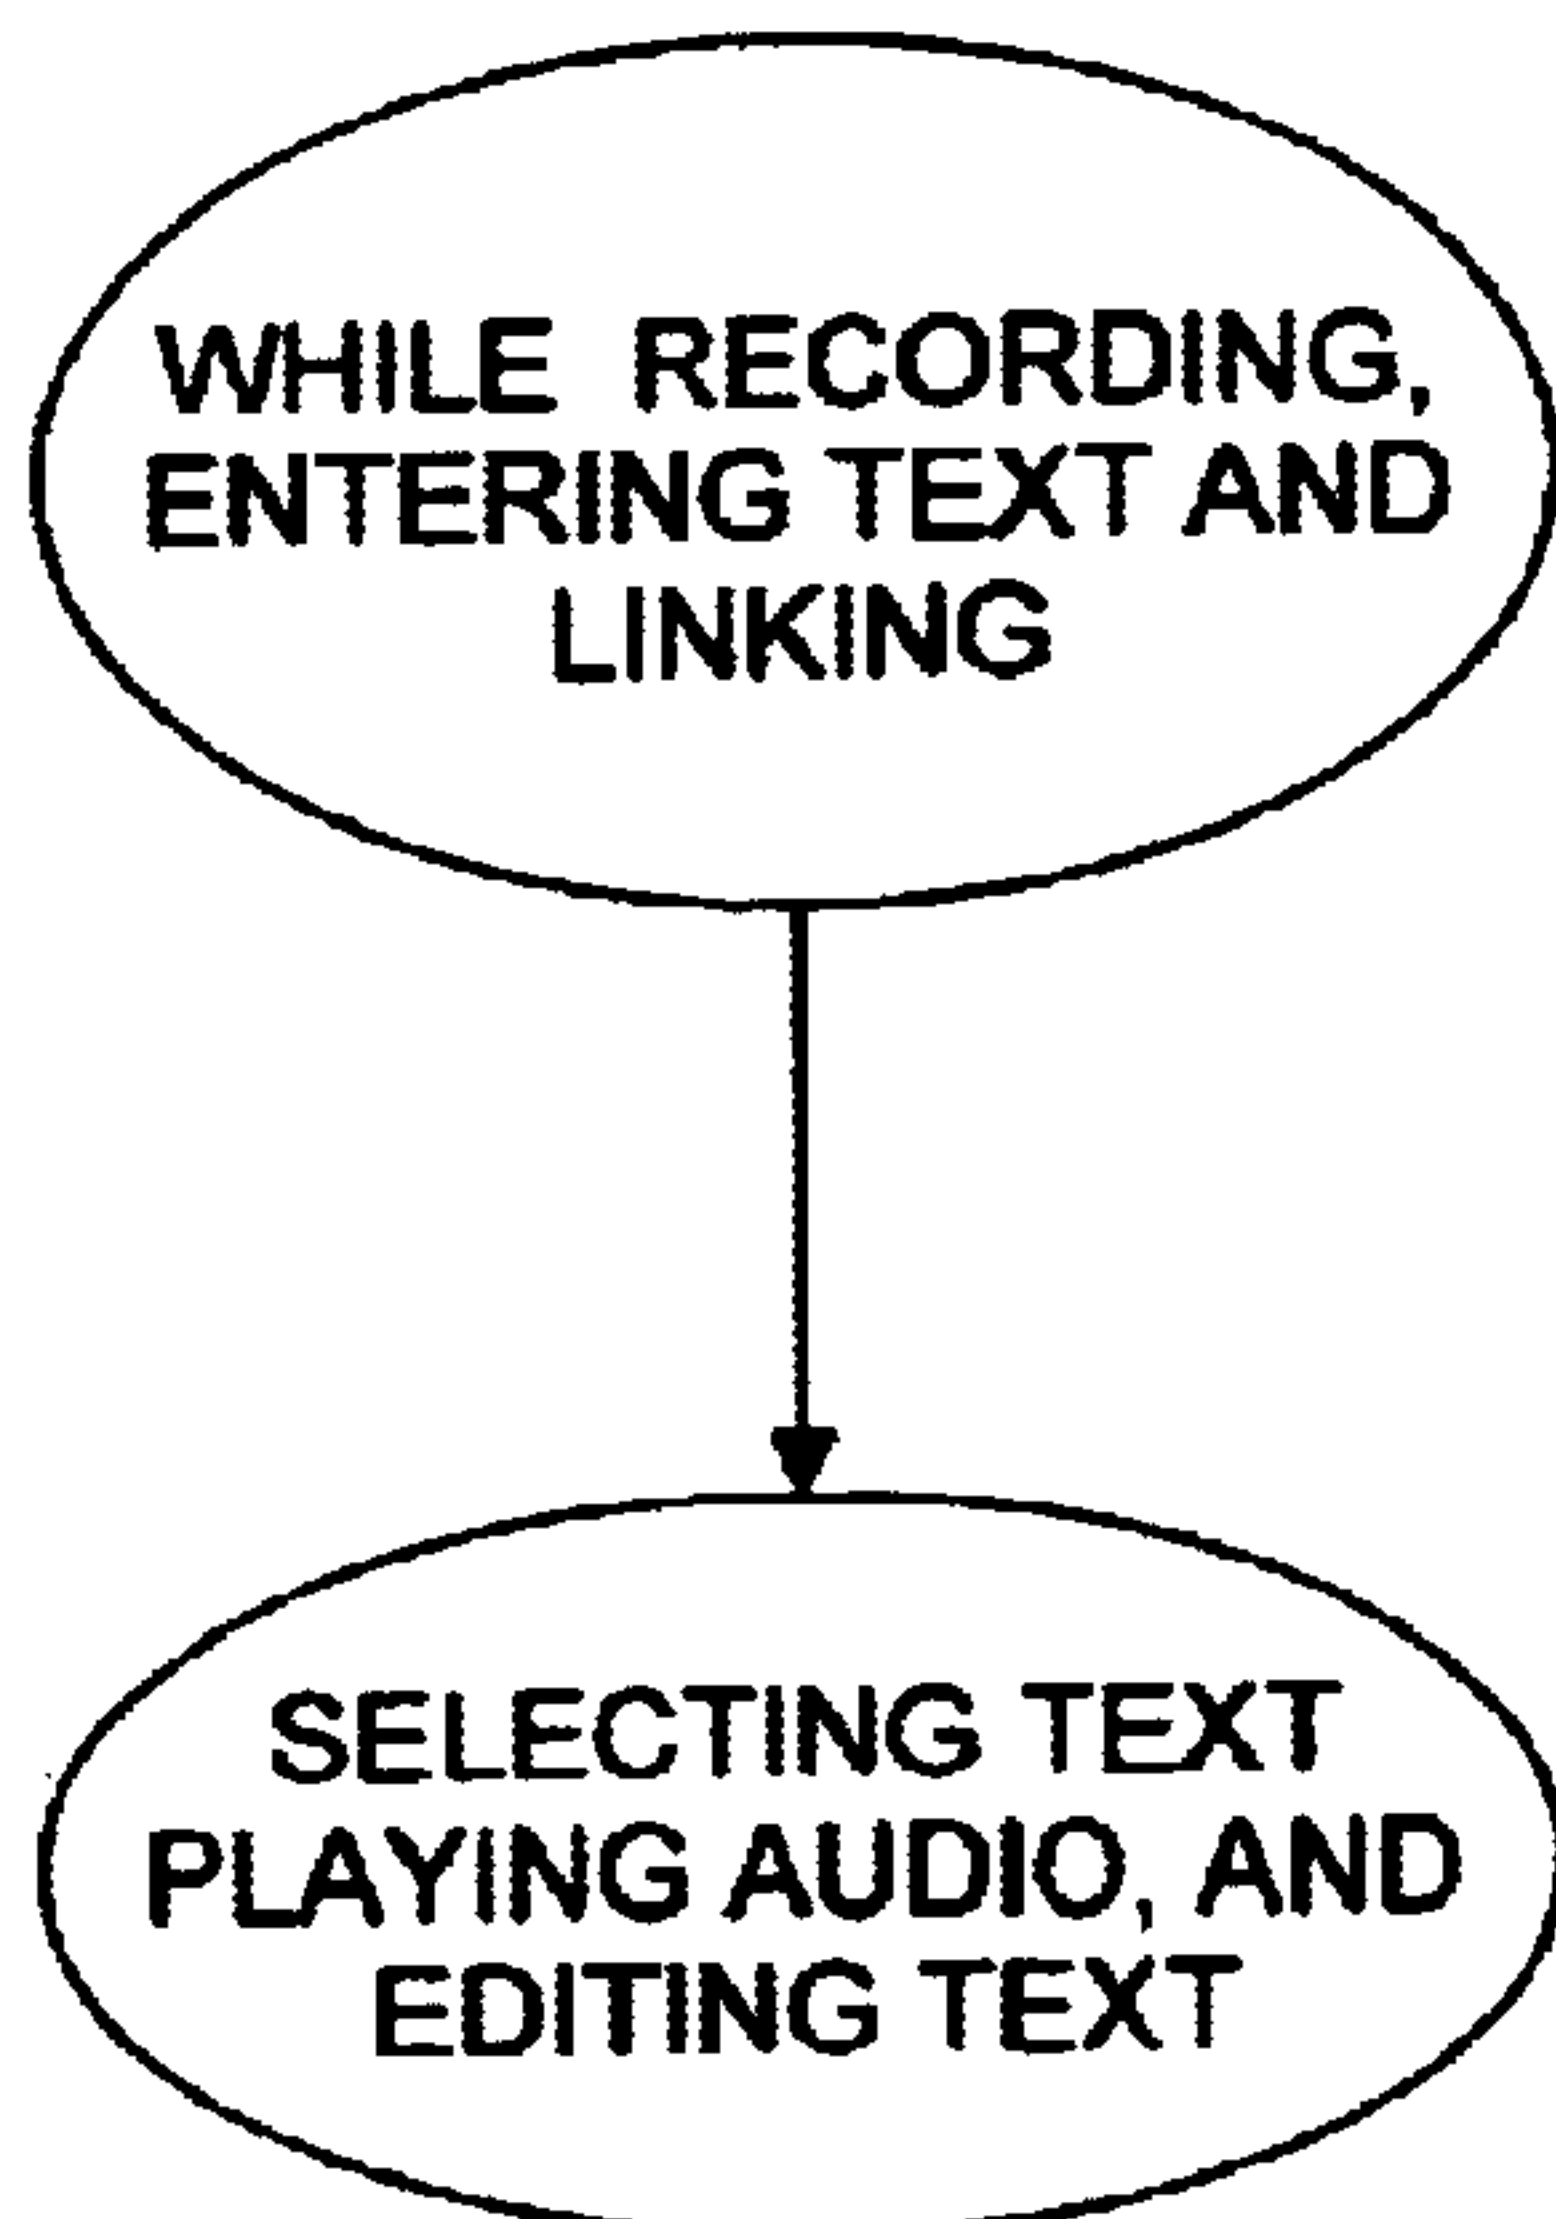 WHILE RECORDING,
ENTERING TEXT AND
LINKING
SELECTING TEXT
PLAYING AUDIO, AND
EDITING TEXT